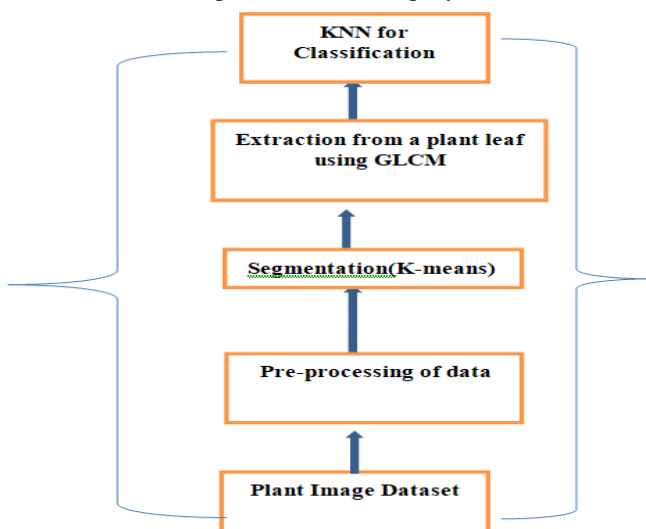 KNN for
Classification
Extraction from a plant leaf
using GLCM
Segmentation(K-means)
Pre-processing of data
Plant Image Dataset